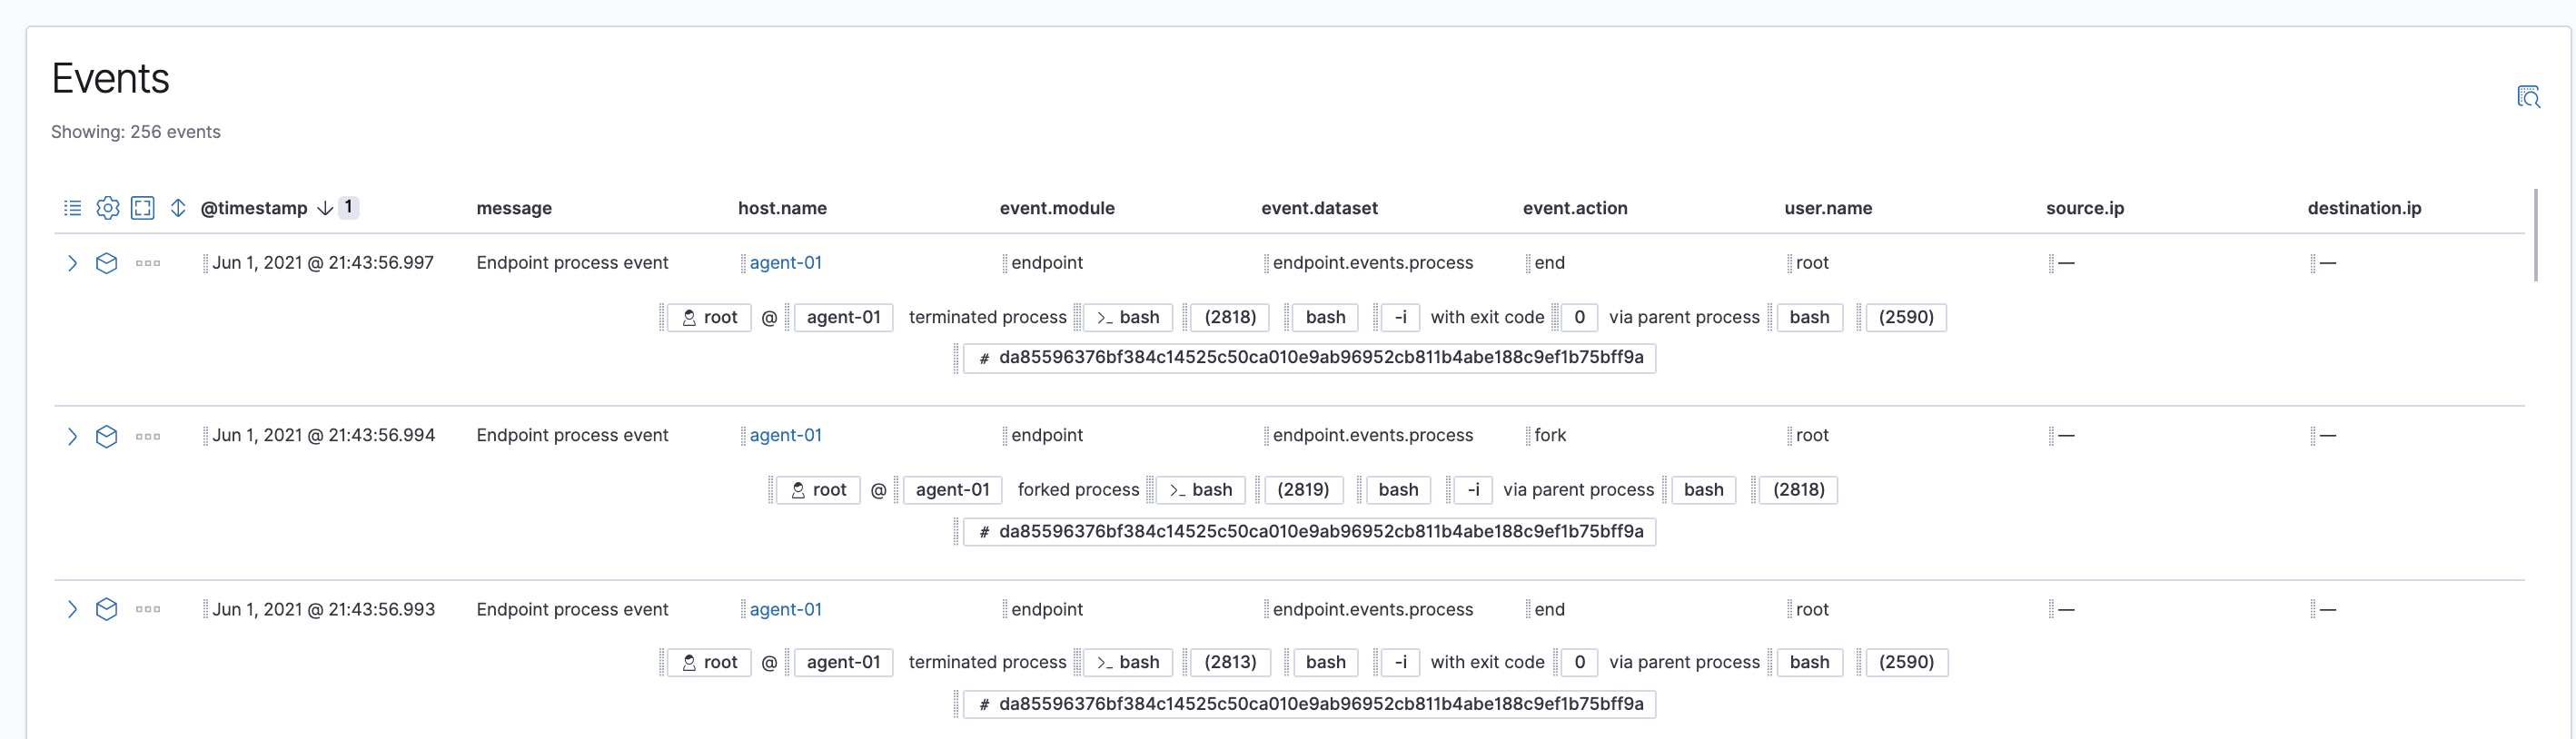 Events
Showing: 256 events
@timestamp 1 message host.name event.module event.dataset event.action user.name source.ip destination.ip
Jun 1, 2021 @ 21:43:56.997 Endpoint process event agent-01 endpoint endpoint.events.process end root — —
root @ agent-01 terminated process >_ bash (2818) bash -i with exit code 0 via parent process bash (2590)
# da85596376bf384c14525c50ca010e9ab96952cb811b4abe188c9ef1b75bff9a
Jun 1, 2021 @ 21:43:56.994 Endpoint process event agent-01 endpoint endpoint.events.process fork root — —
root @ agent-01 forked process >_ bash (2819) bash -i via parent process bash (2818)
# da85596376bf384c14525c50ca010e9ab96952cb811b4abe188c9ef1b75bff9a
Jun 1, 2021 @ 21:43:56.993 Endpoint process event agent-01 endpoint endpoint.events.process end root — —
root @ agent-01 terminated process >_ bash (2813) bash -i with exit code 0 via parent process bash (2590)
# da85596376bf384c14525c50ca010e9ab96952cb811b4abe188c9ef1b75bff9a